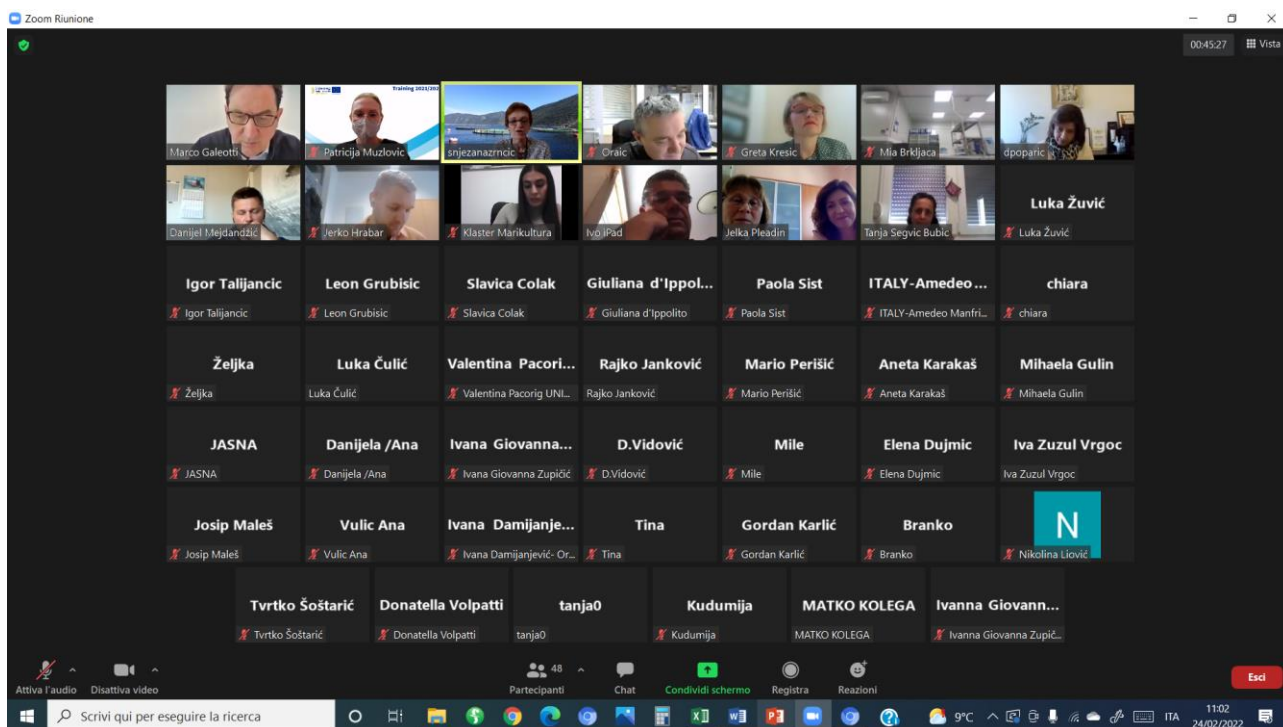 Zoom Riunione
00:45:27 Vista
Training 2021/202
Marco Galeotti
Patricija Muzlovic
snjezanazrncic
Oraic
Greta Kresic
Mia Brkljaca
dpoparic
Luka Žuvić
Danijel Mejdandžić
Jerko Hrabar
Klaster Marikultura
Ivo iPad
Jelka Pleadin
Tanja Segvic Bubic
Luka Žuvić
Igor Talijancic
Leon Grubisic
Slavica Colak
Giuliana d'Ippol...
Paola Sist
ITALY-Amedeo...
chiara
Igor Talijancic
Leon Grubisic
Slavica Colak
Giuliana d'Ippolito
Paola Sist
ITALY-Amedeo Manfri...
chiara
Željka
Luka Čulić
Valentina Pacori...
Rajko Janković
Mario Perišić
Aneta Karakaš
Mihaela Gulin
Željka
Luka Čulić
Valentina Pacorig UNI...
Rajko Janković
Mario Perišić
Aneta Karakaš
Mihaela Gulin
JASNA
Danijela /Ana
Ivana Giovanna...
D.Vidović
Mile
Elena Dujmic
Iva Zuzul Vrgoc
JASNA
Danijela /Ana
Ivana Giovanna Zupičić
D.Vidović
Mile
Elena Dujmic
Iva Zuzul Vrgoc
Josip Maleš
Vulic Ana
Ivana Damijanje...
Tina
Gordan Karlić
Branko
N
Josip Maleš
Vulic Ana
Ivana Damijanjević- Or...
Tina
Gordan Karlić
Branko
Nikolina Liović
Tvrtko Šoštarić
Donatella Volpatti
tanja0
Kudumija
MATKO KOLEGA
Ivanna Giovann...
Tvrtko Šoštarić
Donatella Volpatti
tanja0
Kudumija
MATKO KOLEGA
Ivanna Giovanna Zupič...
48
Attiva l'audio
Disattiva video
Partecipanti
Chat
Condividi schermo
Registra
Reazioni
Esci
Scrivi qui per eseguire la ricerca
9°C
ITA
11:02
24/02/2022